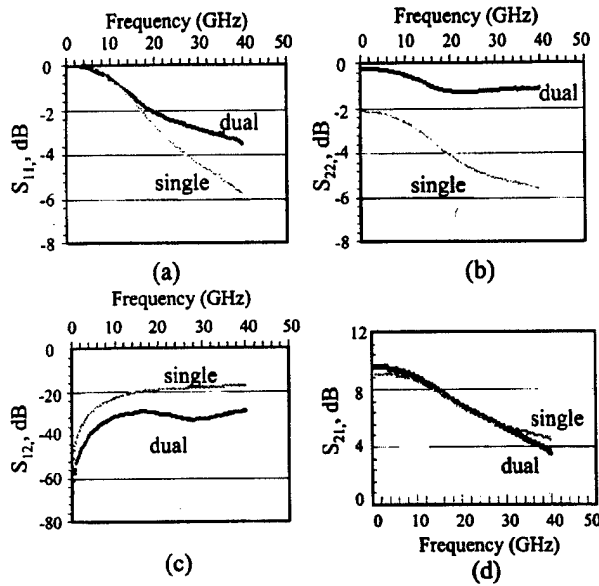 Frequency (GHz)
0 10 20 30 40 50
0
-2
-4
-6
-8
S11, dB
dual
single
(a)
Frequency (GHz)
0 10 20 30 40 50
0
-2
-4
-6
-8
S22, dB
dual
single
(b)
Frequency (GHz)
0 10 20 30 40 50
0
-20
-40
-60
-80
S12, dB
single
dual
(c)
12
8
4
0
S21, dB
single
dual
0 10 20 30 40 50
Frequency (GHz)
(d)